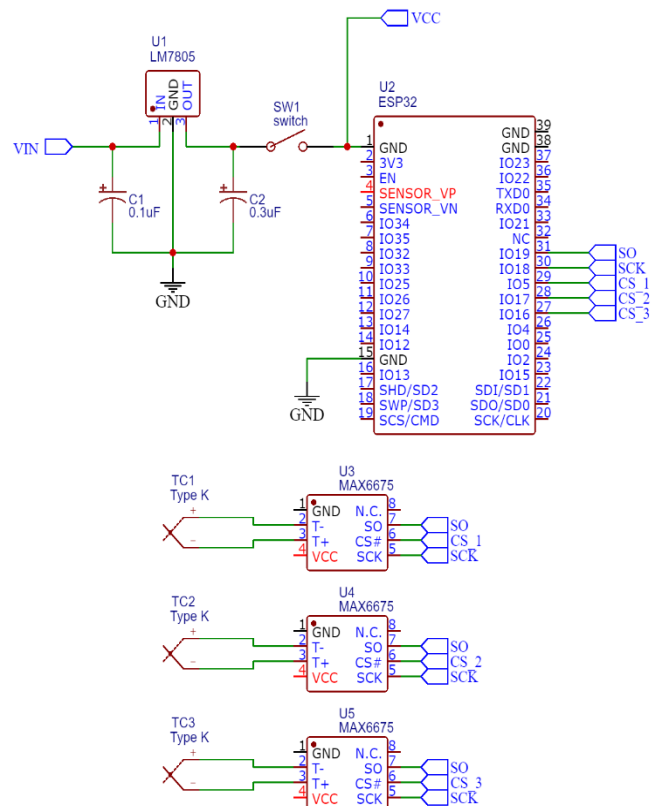 VCC
U1
LM7805
IN
GND
OUT
1
2
3
VIN
SW1
switch
C1
0.1uF
C2
0.3uF
GND
U2
ESP32
1 GND
2 3V3
3 EN
4 SENSOR_VP
5 SENSOR_VN
6 IO34
7 IO35
8 IO32
9 IO33
10 IO25
11 IO26
12 IO27
13 IO14
14 IO12
15 GND
16 IO13
17 SHD/SD2
18 SWP/SD3
19 SCS/CMD
GND 39
GND 38
IO23 37
IO22 36
TXD0 35
RXD0 34
IO21 33
NC 32
IO19 31 SO
IO18 30 SCK
IO5 29 CS_1
IO17 28 CS_2
IO16 27 CS_3
IO4 26
IO0 25
IO2 24
IO15 23
SDI/SD1 22
SDO/SD0 21
SCK/CLK 20
GND
TC1
Type K
+
-
U3
MAX6675
1 GND N.C. 8
2 T- SO 7 SO
3 T+ CS# 6 CS_1
4 VCC SCK 5 SCK
TC2
Type K
+
-
U4
MAX6675
1 GND N.C. 8
2 T- SO 7 SO
3 T+ CS# 6 CS_2
4 VCC SCK 5 SCK
TC3
Type K
+
-
U5
MAX6675
1 GND N.C. 8
2 T- SO 7 SO
3 T+ CS# 6 CS_3
4 VCC SCK 5 SCK